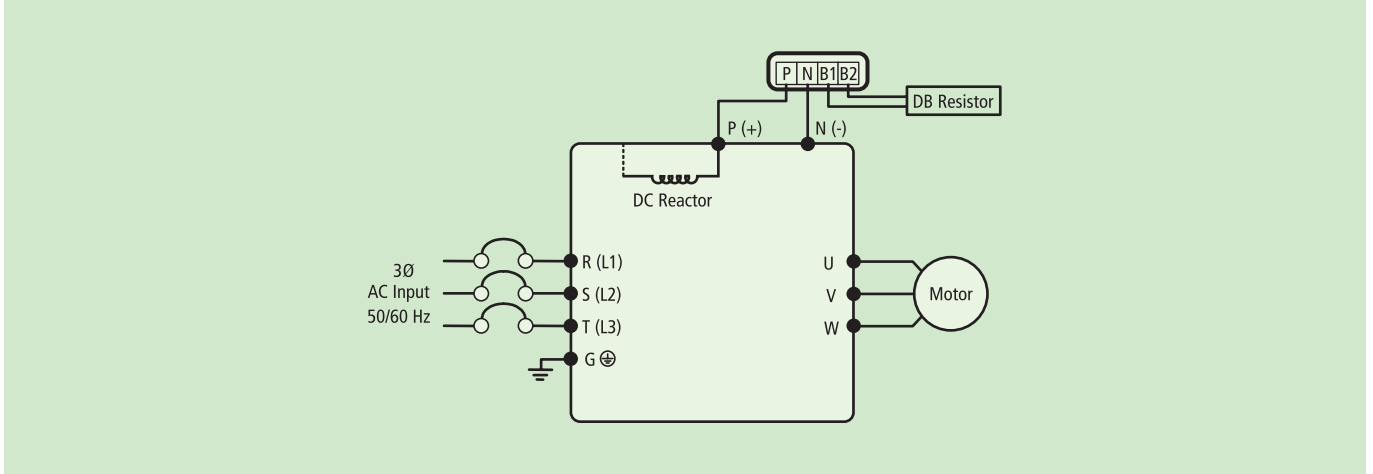 P N B1 B2
DB Resistor
P (+)
N (-)
DC Reactor
3Ø
AC Input
50/60 Hz
R (L1)
S (L2)
T (L3)
G
U
V
W
Motor